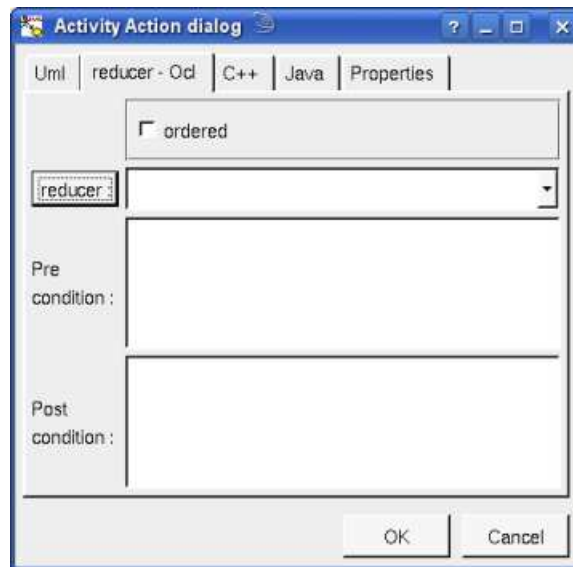 Activity Action dialog
Uml
reducer - Ocl
C++
Java
Properties
ordered
reducer :
Pre
condition :
Post
condition :
OK
Cancel